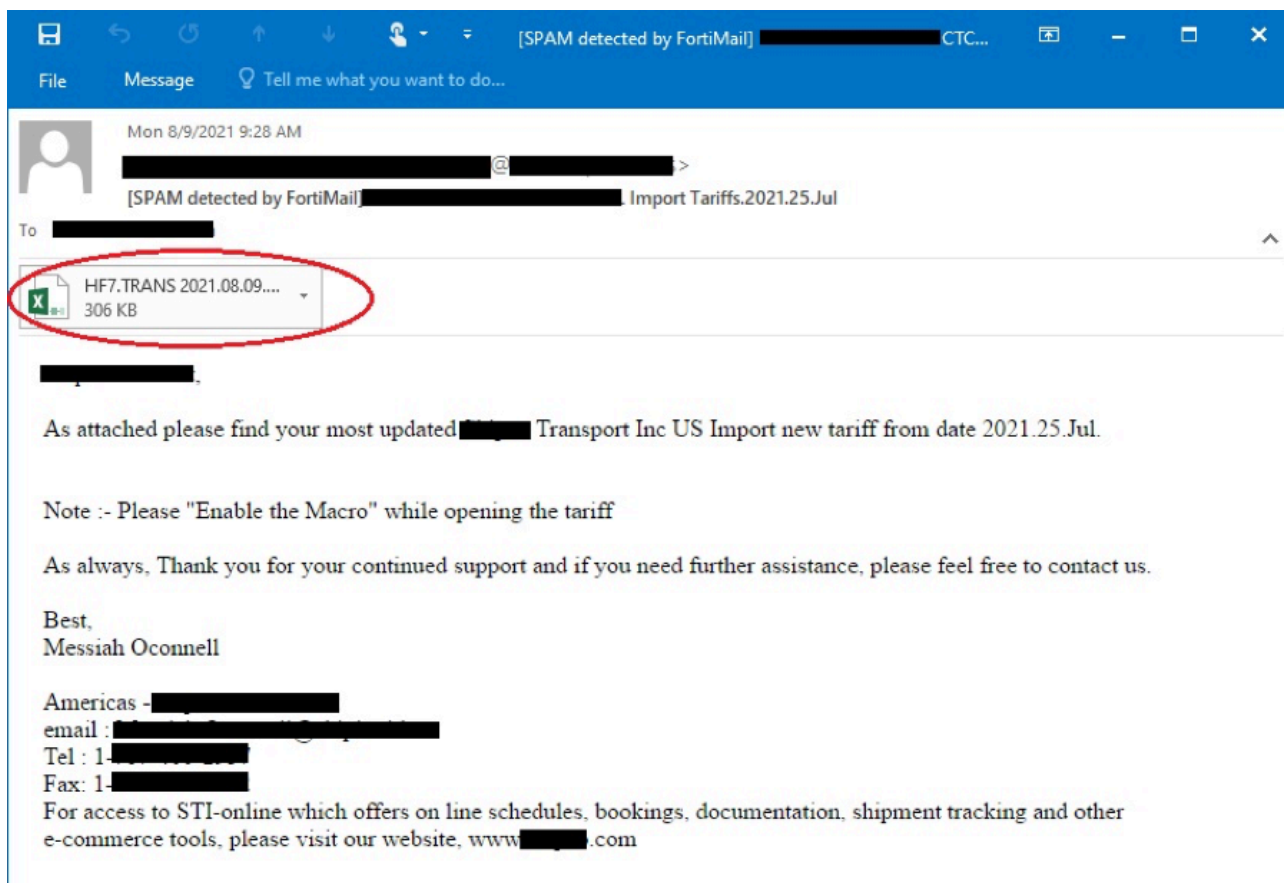 [SPAM detected by FortiMail] CTC...
File Message Tell me what you want to do...
Mon 8/9/2021 9:28 AM
@ >
[SPAM detected by FortiMail] Import Tariffs.2021.25.Jul
To
HF7.TRANS 2021.08.09....
306 KB
,
As attached please find your most updated Transport Inc US Import new tariff from date 2021.25.Jul.
Note :- Please "Enable the Macro" while opening the tariff
As always, Thank you for your continued support and if you need further assistance, please feel free to contact us.
Best,
Messiah Oconnell
Americas -
email :
Tel : 1-
Fax: 1-
For access to STI-online which offers on line schedules, bookings, documentation, shipment tracking and other
e-commerce tools, please visit our website, www .com